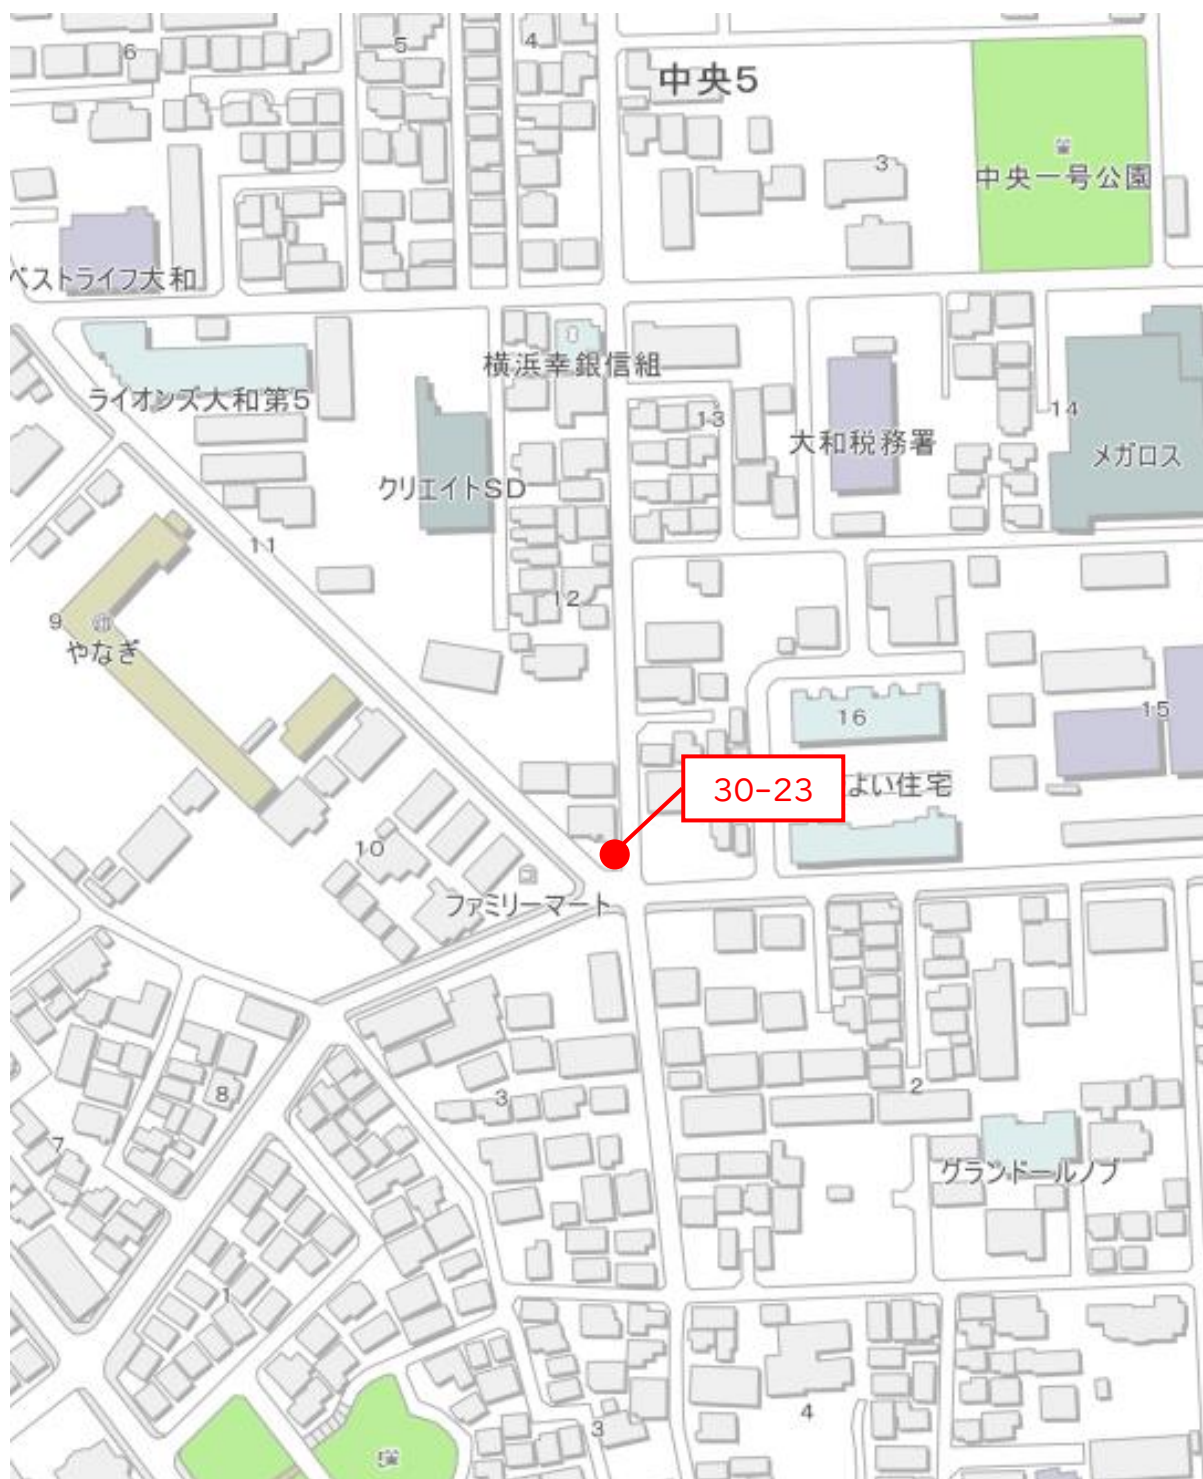 6
5
4
中央5
3
中央一号公園
ベストライフ大和
横浜幸銀信組
ライオンズ大和第5
13
14
大和税務署
メガロス
クリエイトSD
11
12
9
やなぎ
16
15
30-23
よい住宅
10
ファミリーマート
8
3
2
7
グランドールノブ
1
4
3